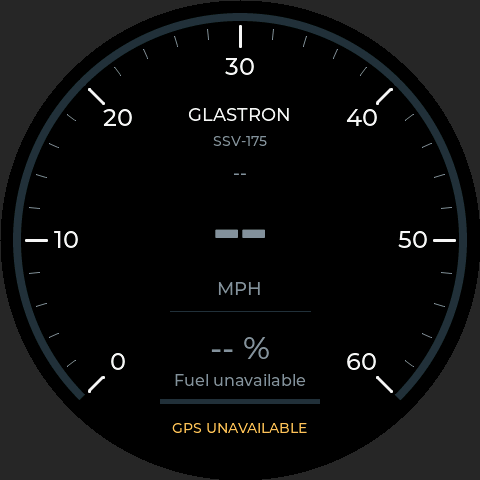 30
20
40
GLASTRON
SSV-175
--
10
--
50
MPH
-- %
0
60
Fuel unavailable
GPS UNAVAILABLE